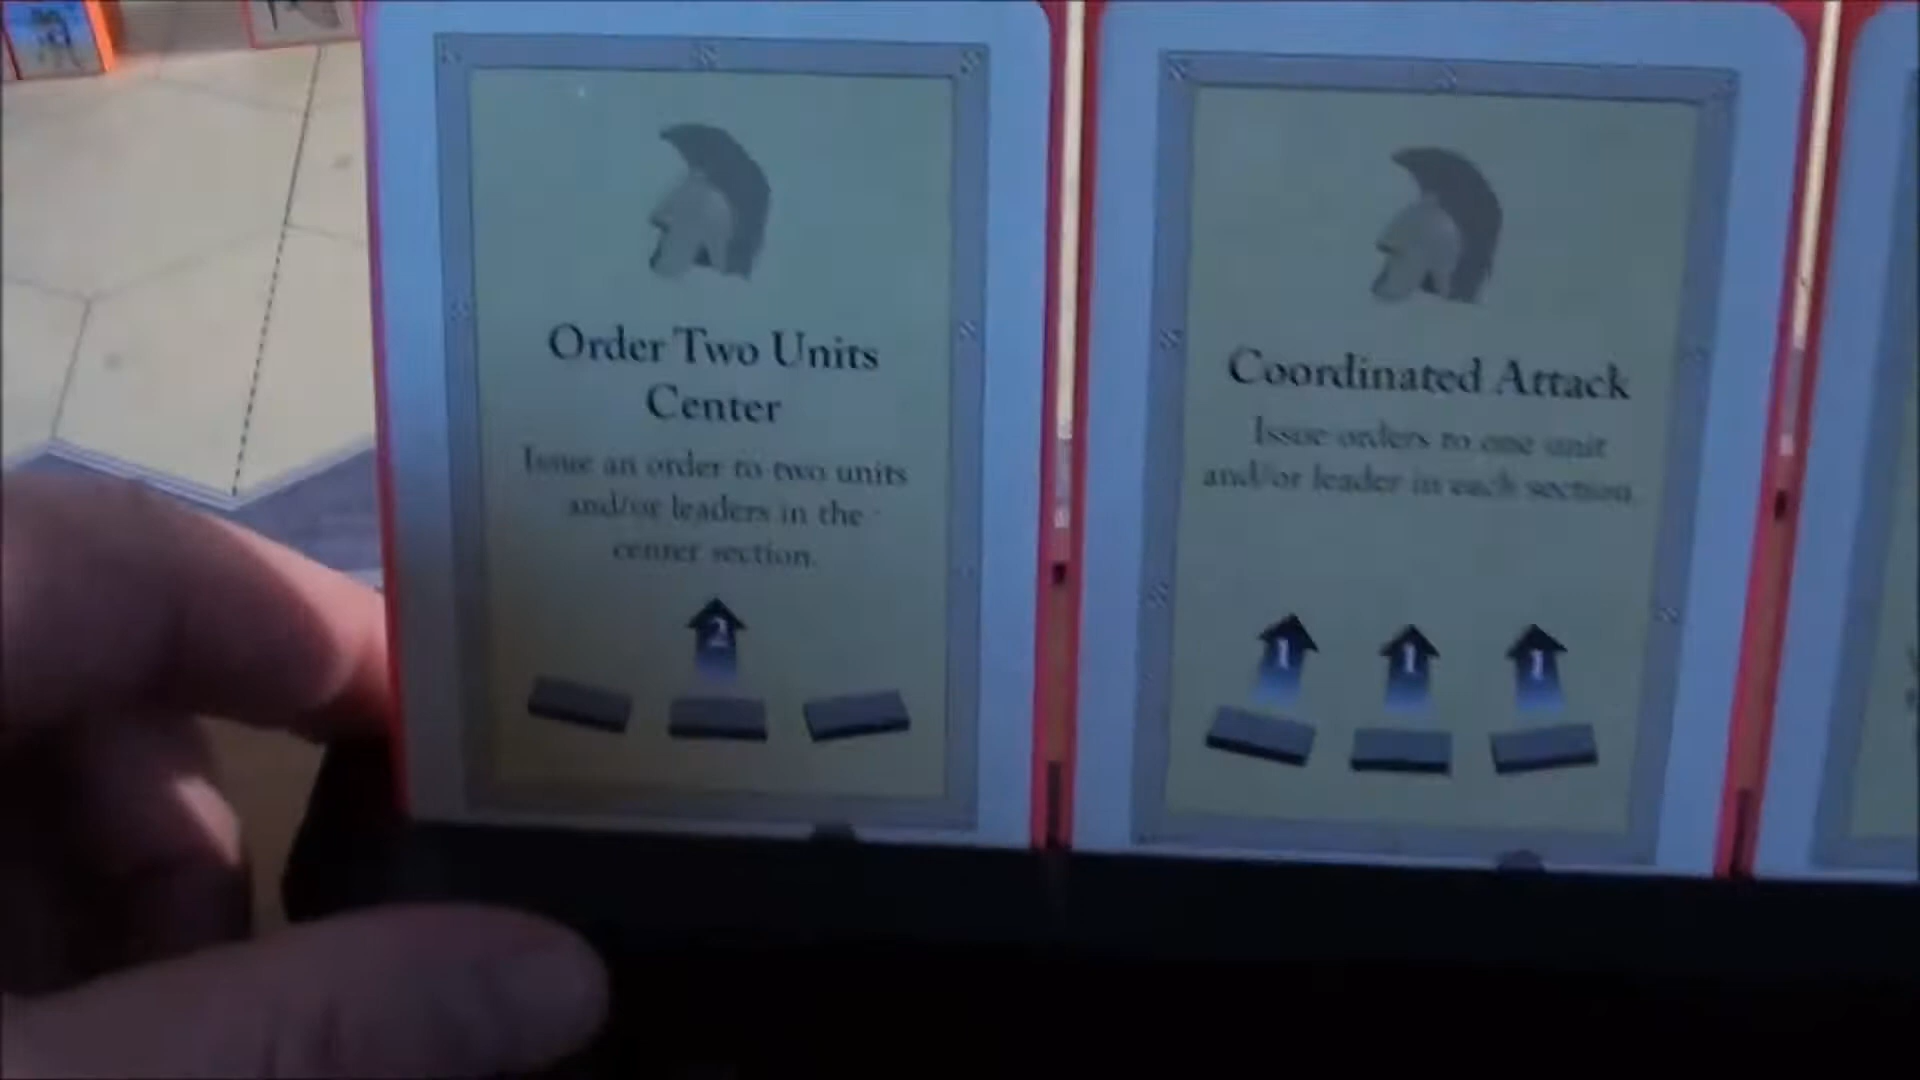 Order Two Units
Center
Issue an order to two units
and/or leaders in the
center section.
2
Coordinated Attack
Issue orders to one unit
and/or leader in each section.
1 1 1